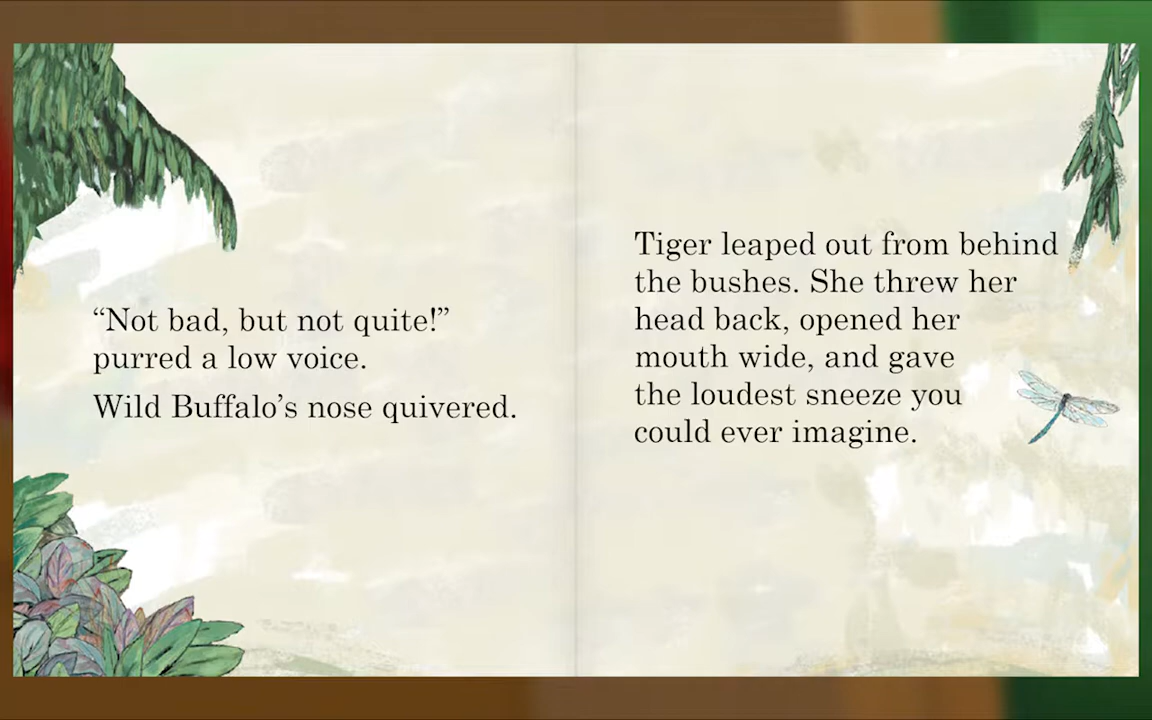 “Not bad, but not quite!”
purred a low voice.
Wild Buffalo’s nose quivered.
Tiger leaped out from behind
the bushes. She threw her
head back, opened her
mouth wide, and gave
the loudest sneeze you
could ever imagine.